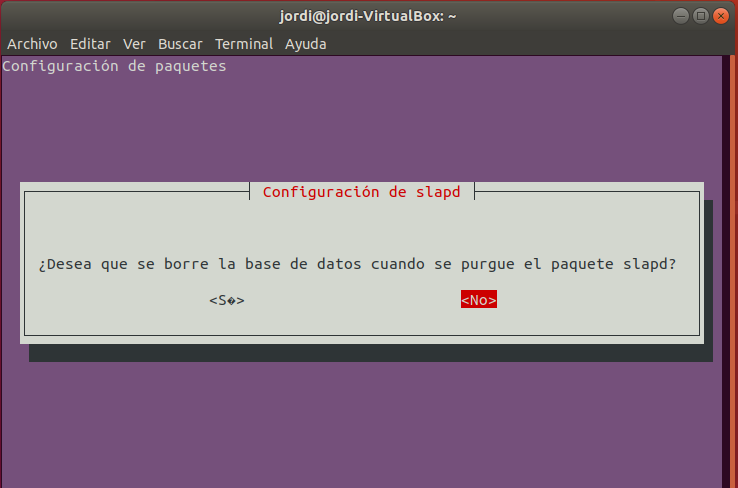 jordi@jordi-VirtualBox: ~
Archivo Editar Ver Buscar Terminal Ayuda
Configuración de paquetes
Configuración de slapd
¿Desea que se borre la base de datos cuando se purgue el paquete slapd?
<S�> <No>